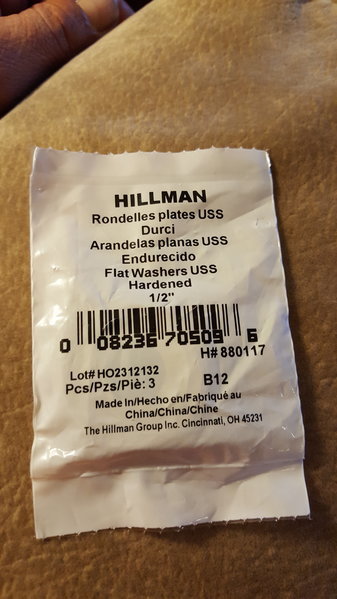 HILLMAN
Rondelles plates USS
Durci
Arandelas planas USS
Endurecido
Flat Washers USS
Hardened
1/2"
0 08236 70509 6
H# 880117
Lot# HO2312132
Pcs/Pzs/Piè: 3 B12
Made In/Hecho en/Fabriqué au
China/China/Chine
The Hillman Group Inc. Cincinnati, OH 45231